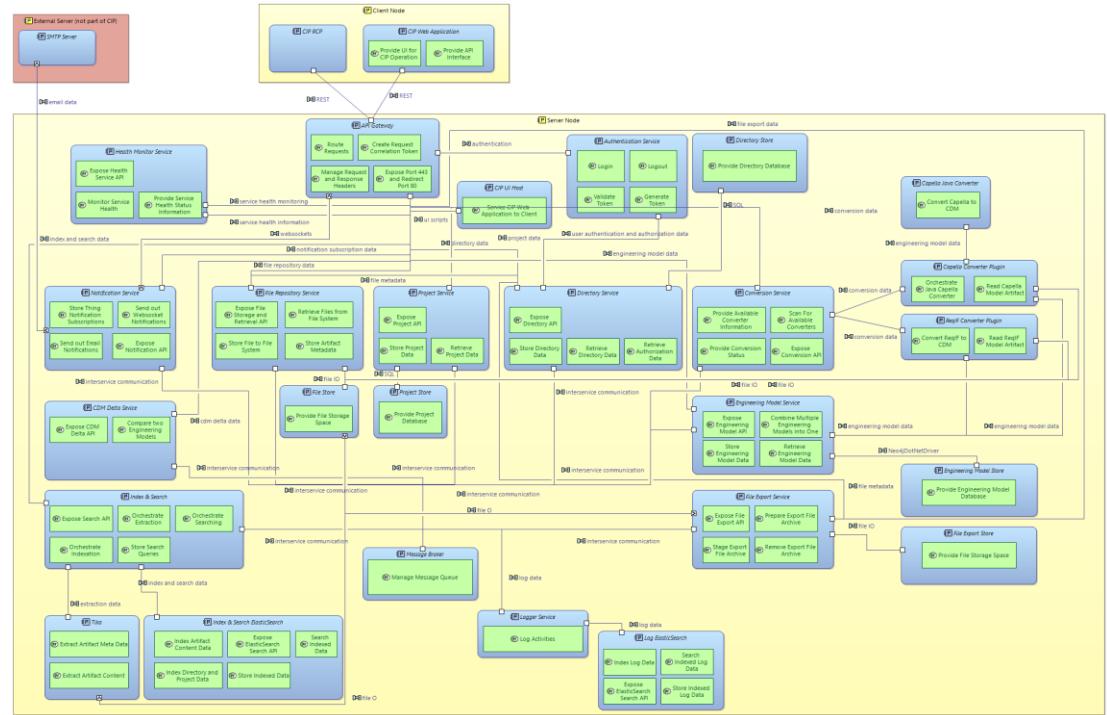 External Server (not part of CIP)
SMTP Server
Client Node
CIP RCP
CIP Web Application
Provide UI for
CIP Operation
Provide API
Interface
email data
REST
REST
Server Node
file export data
API Gateway
Route
Requests
Create Request
Correlation Token
Manage Request
and Response
Headers
Expose Port 443
and Redirect
Port 80
authentication
Authentication Service
Login
Logout
Validate
Token
Generate
Token
Directory Store
Provide Directory Database
Health Monitor Service
Expose Health
Service API
Monitor Service
Health
Provide Service
Health Status
Information
CIP UI Host
Service CIP Web
Application to Client
Capella Java Converter
Convert Capella to
CDM
service health monitoring
service health information
websockets
ui scripts
SQL
conversion data
index and search data
notification subscription data
directory data
project data
user authentication and authorization data
engineering model data
engineering model data
file repository data
file metadata
Notification Service
Store Thing
Notification
Subscriptions
Send out
Websocket
Notifications
Send out Email
Notifications
Expose
Notification API
File Repository Service
Expose File
Storage and
Retrieval API
Retrieve Files from
File System
Store File to File
System
Store Artifact
Metadata
Project Service
Expose
Project API
Store Project
Data
Retrieve
Project Data
Directory Service
Expose
Directory API
Store Directory
Data
Retrieve
Directory Data
Retrieve
Authorization
Data
Conversion Service
Provide Available
Converter
Information
Scan For
Available
Converters
Provide Conversion
Status
Expose
Conversion API
conversion data
conversion data
Capella Converter Plugin
Orchestrate
Java Capella
Converter
Read Capella
Model Artifact
ReqIF Converter Plugin
Convert ReqIF to
CDM
Read ReqIF
Model Artifact
interservice communication
file IO
SQL
interservice communication
file IO
file IO
CDM Delta Sevice
Expose CDM
Delta API
Compare two
Engineering
Models
cdm delta data
File Store
Provide File Storage
Space
Project Store
Provide Project
Database
Engineering Model Service
Expose
Engineering
Model API
Combine Multiple
Engineering
Models into One
Store
Engineering
Model Data
Retrieve
Engineering
Model Data
engineering model data
engineering model data
Neo4jDotNetDriver
Engineering Model Store
Provide Engineering Model
Database
interservice communication
interservice communication
interservice communication
interservice communication
file metadata
Index & Search
Expose Search API
Orchestrate
Extraction
Orchestrate
Searching
Orchestrate
Indexation
Store Search
Queries
file O
File Export Service
Expose File
Export API
Prepare Export File
Archive
Stage Export
File Archive
Remove Export File
Archive
file IO
File Export Store
Provide File Storage Space
interservice communication
interservice communication
Message Broker
Manage Message Queue
index and search data
log data
extraction data
Tika
Extract Artifact Meta Data
Extract Artifact Content
Index & Search ElasticSearch
Index Artifact
Content Data
Expose
ElasticSearch
Search API
Search
Indexed
Data
Index Directory and
Project Data
Store Indexed Data
Logger Service
Log Activities
log data
Log ElasticSearch
Index Log Data
Search
Indexed Log
Data
Expose
ElasticSearch
Search API
Store Indexed
Log Data
file O